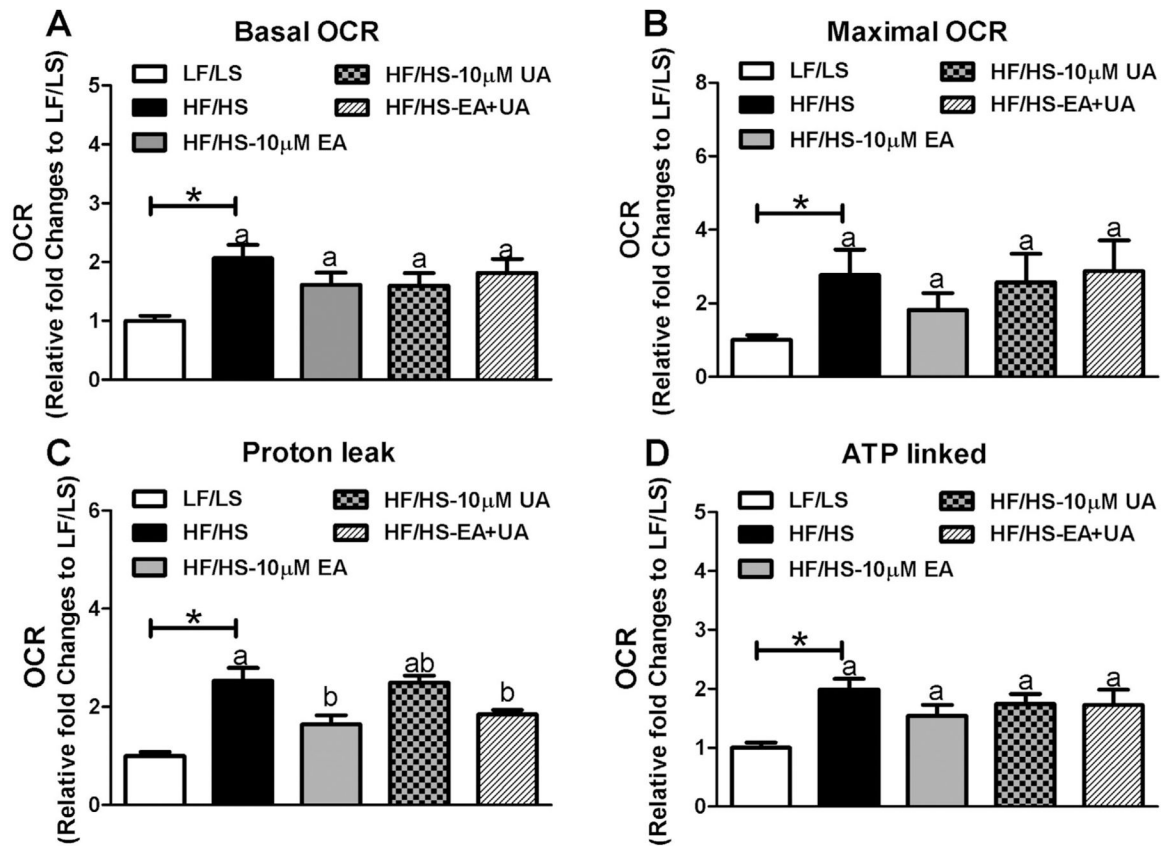 A
Basal OCR
LF/LS
HF/HS
HF/HS-10μM EA
HF/HS-10μM UA
HF/HS-EA+UA
OCR
(Relative fold Changes to LF/LS)
5
4
3
2
1
0
*
a
a
a
a
B
Maximal OCR
LF/LS
HF/HS
HF/HS-10μM EA
HF/HS-10μM UA
HF/HS-EA+UA
OCR
(Relative fold Changes to LF/LS)
8
6
4
2
0
*
a
a
a
a
C
Proton leak
LF/LS
HF/HS
HF/HS-10μM EA
HF/HS-10μM UA
HF/HS-EA+UA
OCR
(Relative fold Changes to LF/LS)
6
4
2
0
*
a
b
ab
b
D
ATP linked
LF/LS
HF/HS
HF/HS-10μM EA
HF/HS-10μM UA
HF/HS-EA+UA
OCR
(Relative fold Changes to LF/LS)
5
4
3
2
1
0
*
a
a
a
a